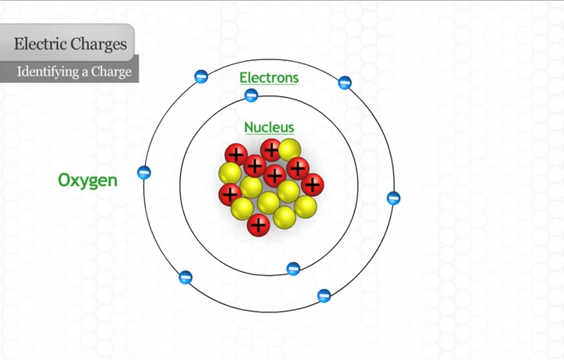 Electric Charges
Identifying a Charge
Electrons
Nucleus
Oxygen